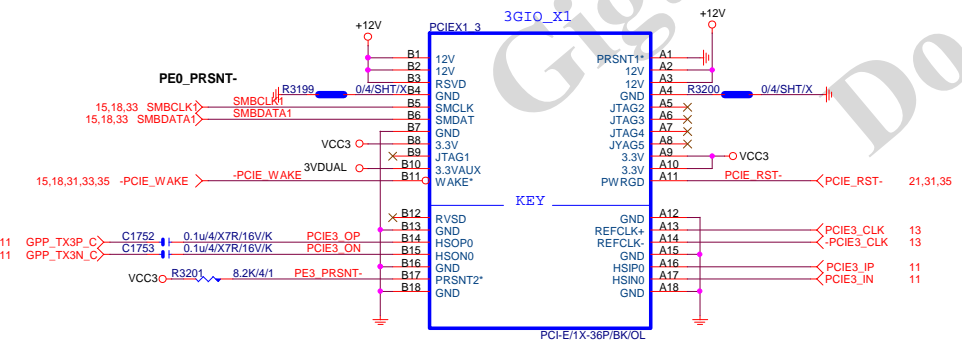 3GIO_X1
+12V
+12V
PCIEX1_3
PE0_PRSNT-
B1 12V PRSNT1* A1
B2 12V 12V A2
B3 RSVD 12V A3
R3199 0/4/SHT/X B4 GND GND A4 R3200 0/4/SHT/X
15,18,33 SMBCLK1 SMBCLK1 B5 SMCLK JTAG2 A5
15,18,33 SMBDATA1 SMBDATA1 B6 SMDAT JTAG3 A6
B7 GND JTAG4 A7
VCC3 B8 3.3V JYAG5 A8
B9 JTAG1 3.3V A9 VCC3
3VDUAL B10 3.3VAUX 3.3V A10
15,18,31,33,35 -PCIE_WAKE -PCIE_WAKE B11 WAKE* PWRGD A11 PCIE_RST- PCIE_RST- 21,31,35
KEY
B12 RVSD GND A12
B13 GND REFCLK+ A13 PCIE3_CLK 13
11 GPP_TX3P_C C1752 0.1u/4/X7R/16V/K PCIE3_OP B14 HSOP0 REFCLK- A14 -PCIE3_CLK 13
11 GPP_TX3N_C C1753 0.1u/4/X7R/16V/K PCIE3_ON B15 HSON0 GND A15
B16 GND HSIP0 A16 PCIE3_IP 11
VCC3 R3201 8.2K/4/1 PE3_PRSNT- B17 PRSNT2* HSIN0 A17 PCIE3_IN 11
B18 GND GND A18
PCI-E/1X-36P/BK/OL
Gig
Do